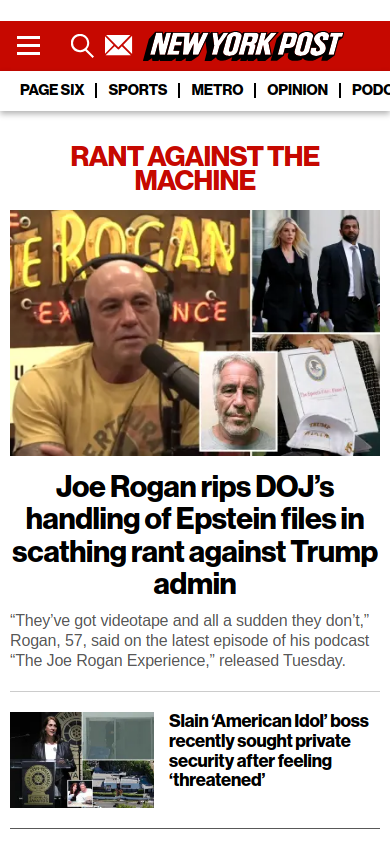 NEW YORK POST
PAGE SIX
SPORTS
METRO
OPINION
PODC
RANT AGAINST THE
MACHINE
E ROGAN
EX
NCE
TRUMP
Joe Rogan rips DOJ’s
handling of Epstein files in
scathing rant against Trump
admin
“They’ve got videotape and all a sudden they don’t,”
Rogan, 57, said on the latest episode of his podcast
“The Joe Rogan Experience,” released Tuesday.
Slain ‘American Idol’ boss
recently sought private
security after feeling
‘threatened’